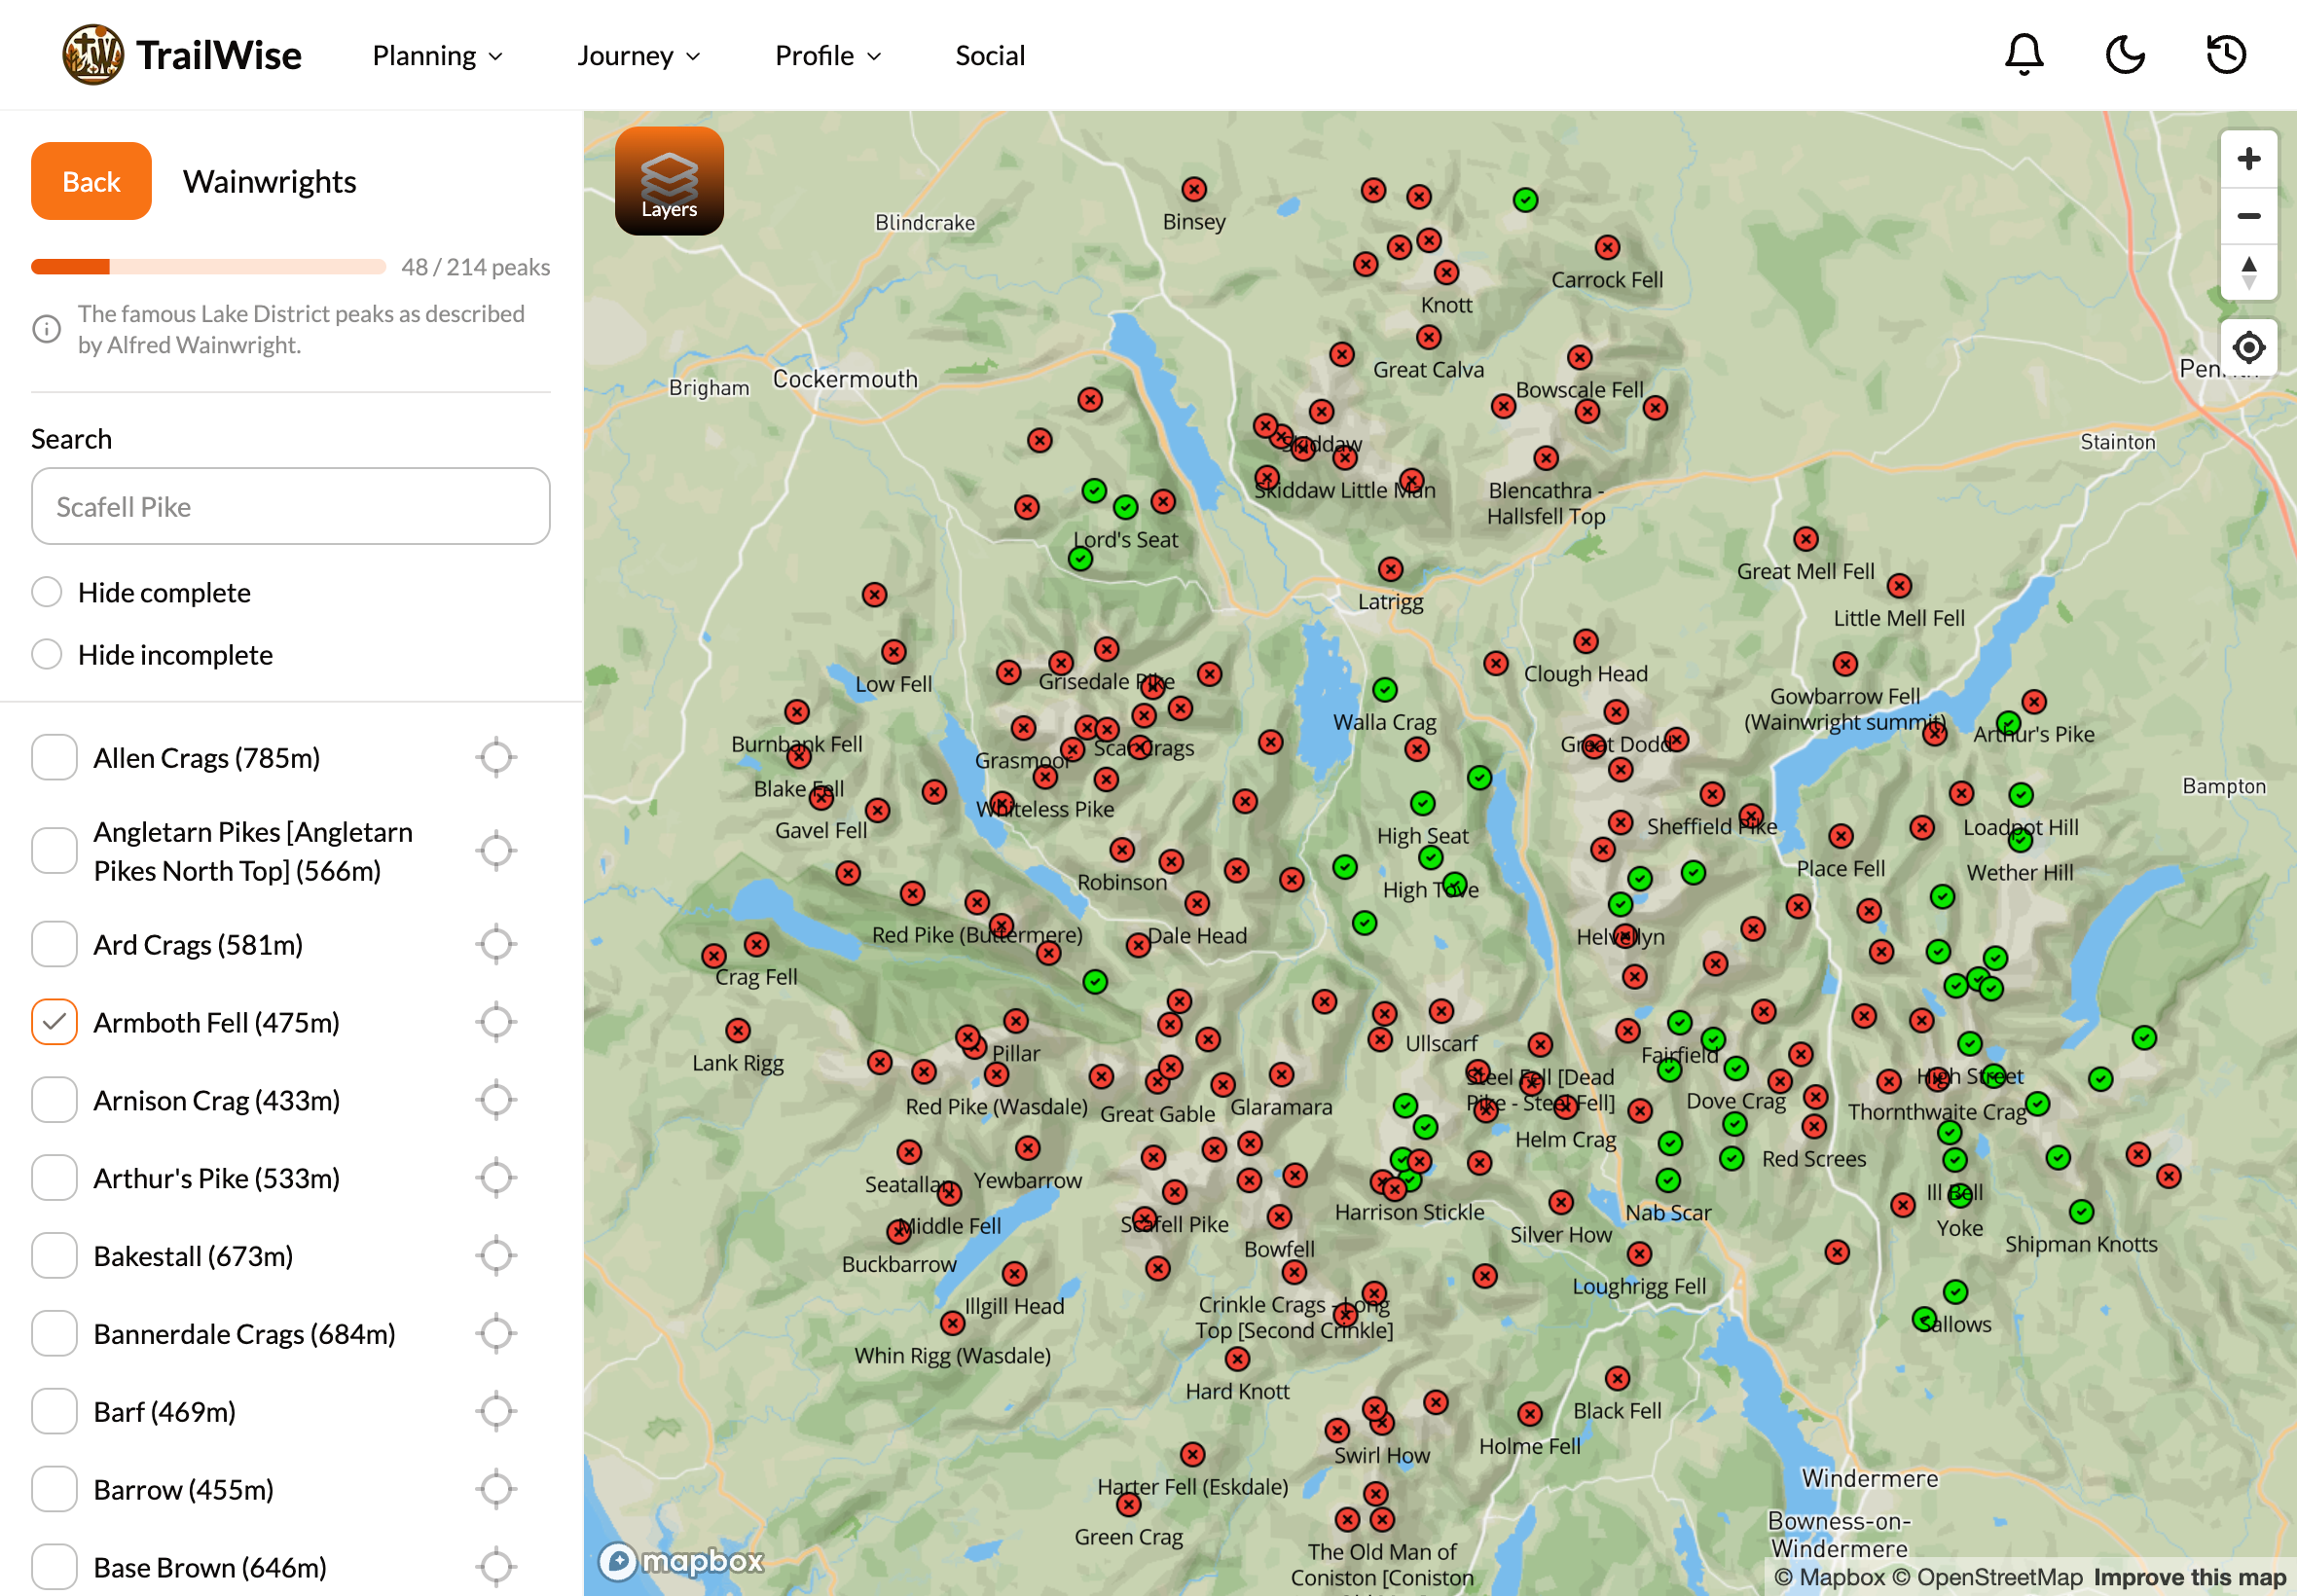 TrailWise
Planning
Journey
Profile
Social
Back
Wainwrights
48 / 214 peaks
The famous Lake District peaks as described
by Alfred Wainwright.
Search
Scafell Pike
Hide complete
Hide incomplete
Allen Crags (785m)
Angletarn Pikes [Angletarn
Pikes North Top] (566m)
Ard Crags (581m)
Armboth Fell (475m)
Arnison Crag (433m)
Arthur's Pike (533m)
Bakestall (673m)
Bannerdale Crags (684m)
Barf (469m)
Barrow (455m)
Base Brown (646m)
Layers
Binsey
Blindcrake
Carrock Fell
Knott
Great Calva
Brigham
Cockermouth
Bowscale Fell
Stainton
Skiddaw
Skiddaw Little Man
Blencathra -
Hallsfell Top
Lord's Seat
Great Mell Fell
Latrigg
Little Mell Fell
Low Fell
Grisedale Pike
Clough Head
Gowbarrow Fell
(Wainwright summit)
Walla Crag
Arthur's Pike
Burnbank Fell
Grasmoor
Scar Crags
Great Dodd
Blake Fell
Bampton
Whiteless Pike
Gavel Fell
High Seat
Sheffield Pike
Loadpot Hill
Place Fell
Wether Hill
Robinson
High Tove
Red Pike (Buttermere)
Dale Head
Helvellyn
Crag Fell
Ullscarf
Pillar
Fairfield
Lank Rigg
Steel Fell [Dead
Pike - Steel Fell]
High Street
Red Pike (Wasdale)
Great Gable
Glaramara
Dove Crag
Thornthwaite Crag
Helm Crag
Red Screes
Seatallan
Yewbarrow
Ill Bell
Middle Fell
Scafell Pike
Harrison Stickle
Nab Scar
Silver How
Yoke
Shipman Knotts
Buckbarrow
Bowfell
Loughrigg Fell
Illgill Head
Crinkle Crags - Long
Top [Second Crinkle]
Sallows
Whin Rigg (Wasdale)
Hard Knott
Black Fell
Holme Fell
Swirl How
Windermere
Harter Fell (Eskdale)
Bowness-on-
Windermere
Green Crag
The Old Man of
Coniston [Coniston
mapbox
© Mapbox © OpenStreetMap Improve this map